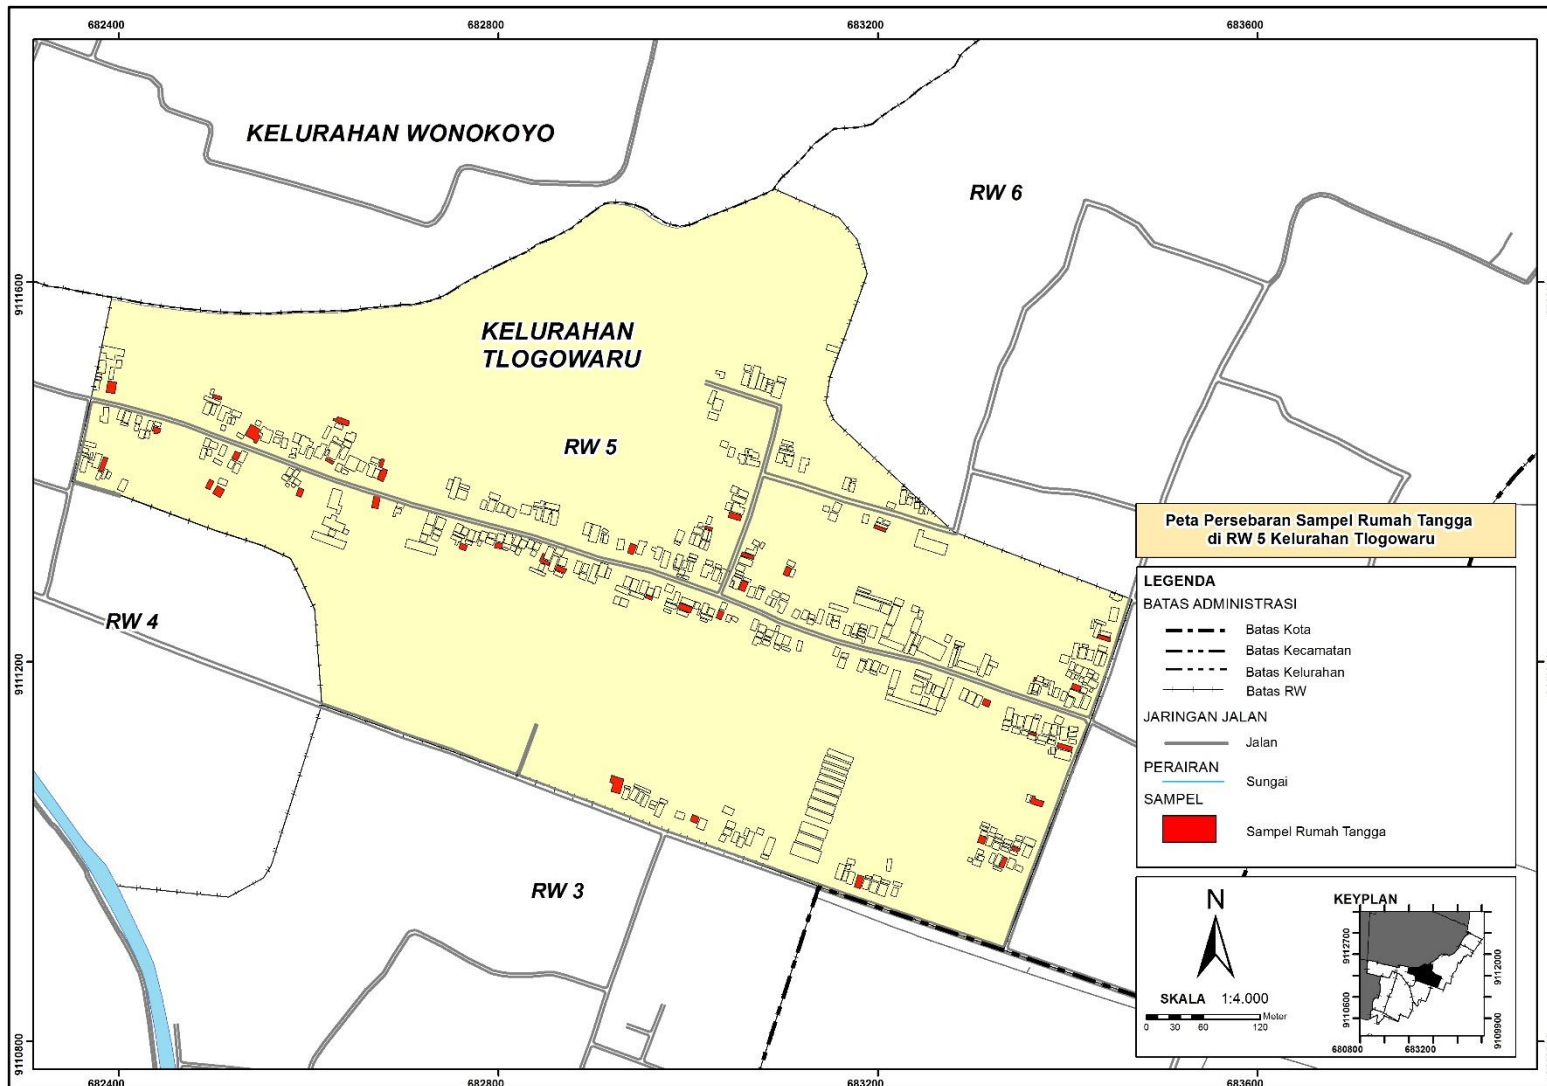 682400
682800
683200
683600
KELURAHAN WONOKOYO
RW 6
9111600
KELURAHAN
TLOGOWARU
RW 5
RW 4
9111200
RW 3
9110800
Peta Persebaran Sampel Rumah Tangga
di RW 5 Kelurahan Tlogowaru
LEGENDA
BATAS ADMINISTRASI
Batas Kota
Batas Kecamatan
Batas Kelurahan
Batas RW
JARINGAN JALAN
Jalan
PERAIRAN
Sungai
SAMPEL
Sampel Rumah Tangga
N
SKALA 1:4.000
0 30 60 120 Meter
KEYPLAN
9112700
9110600
9112000
9109900
680800
683200
682400
682800
683200
683600